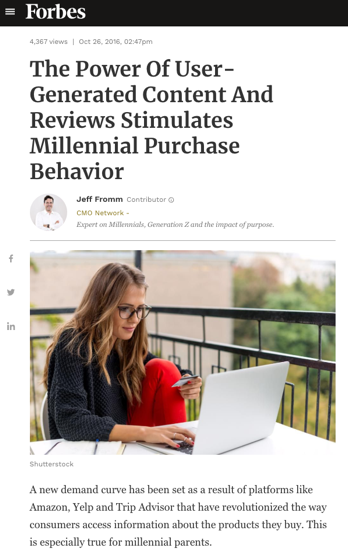 Forbes
4,367 views | Oct 26, 2016, 02:47pm
The Power Of User-
Generated Content And
Reviews Stimulates
Millennial Purchase
Behavior
Jeff Fromm Contributor
CMO Network -
Expert on Millennials, Generation Z and the impact of purpose.
Shutterstock
A new demand curve has been set as a result of platforms like
Amazon, Yelp and Trip Advisor that have revolutionized the way
consumers access information about the products they buy. This
is especially true for millennial parents.